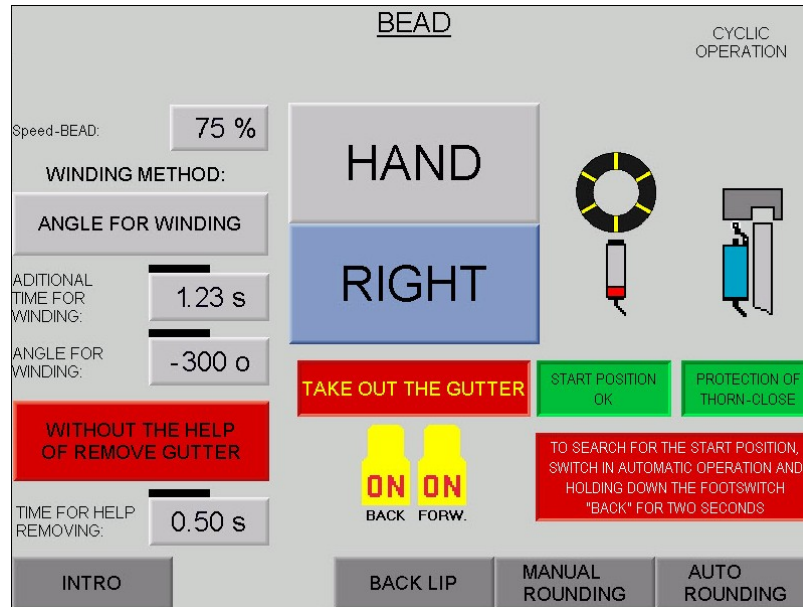 BEAD
CYCLIC
OPERATION
Speed-BEAD:
75 %
WINDING METHOD:
ANGLE FOR WINDING
ADITIONAL
TIME FOR
WINDING:
1.23 s
ANGLE FOR
WINDING:
-300 o
WITHOUT THE HELP
OF REMOVE GUTTER
TIME FOR HELP
REMOVING:
0.50 s
HAND
RIGHT
TAKE OUT THE GUTTER
START POSITION
OK
PROTECTION OF
THORN-CLOSE
ON ON
BACK FORW.
TO SEARCH FOR THE START POSITION,
SWITCH IN AUTOMATIC OPERATION AND
HOLDING DOWN THE FOOTSWITCH
"BACK" FOR TWO SECONDS
INTRO
BACK LIP
MANUAL
ROUNDING
AUTO
ROUNDING